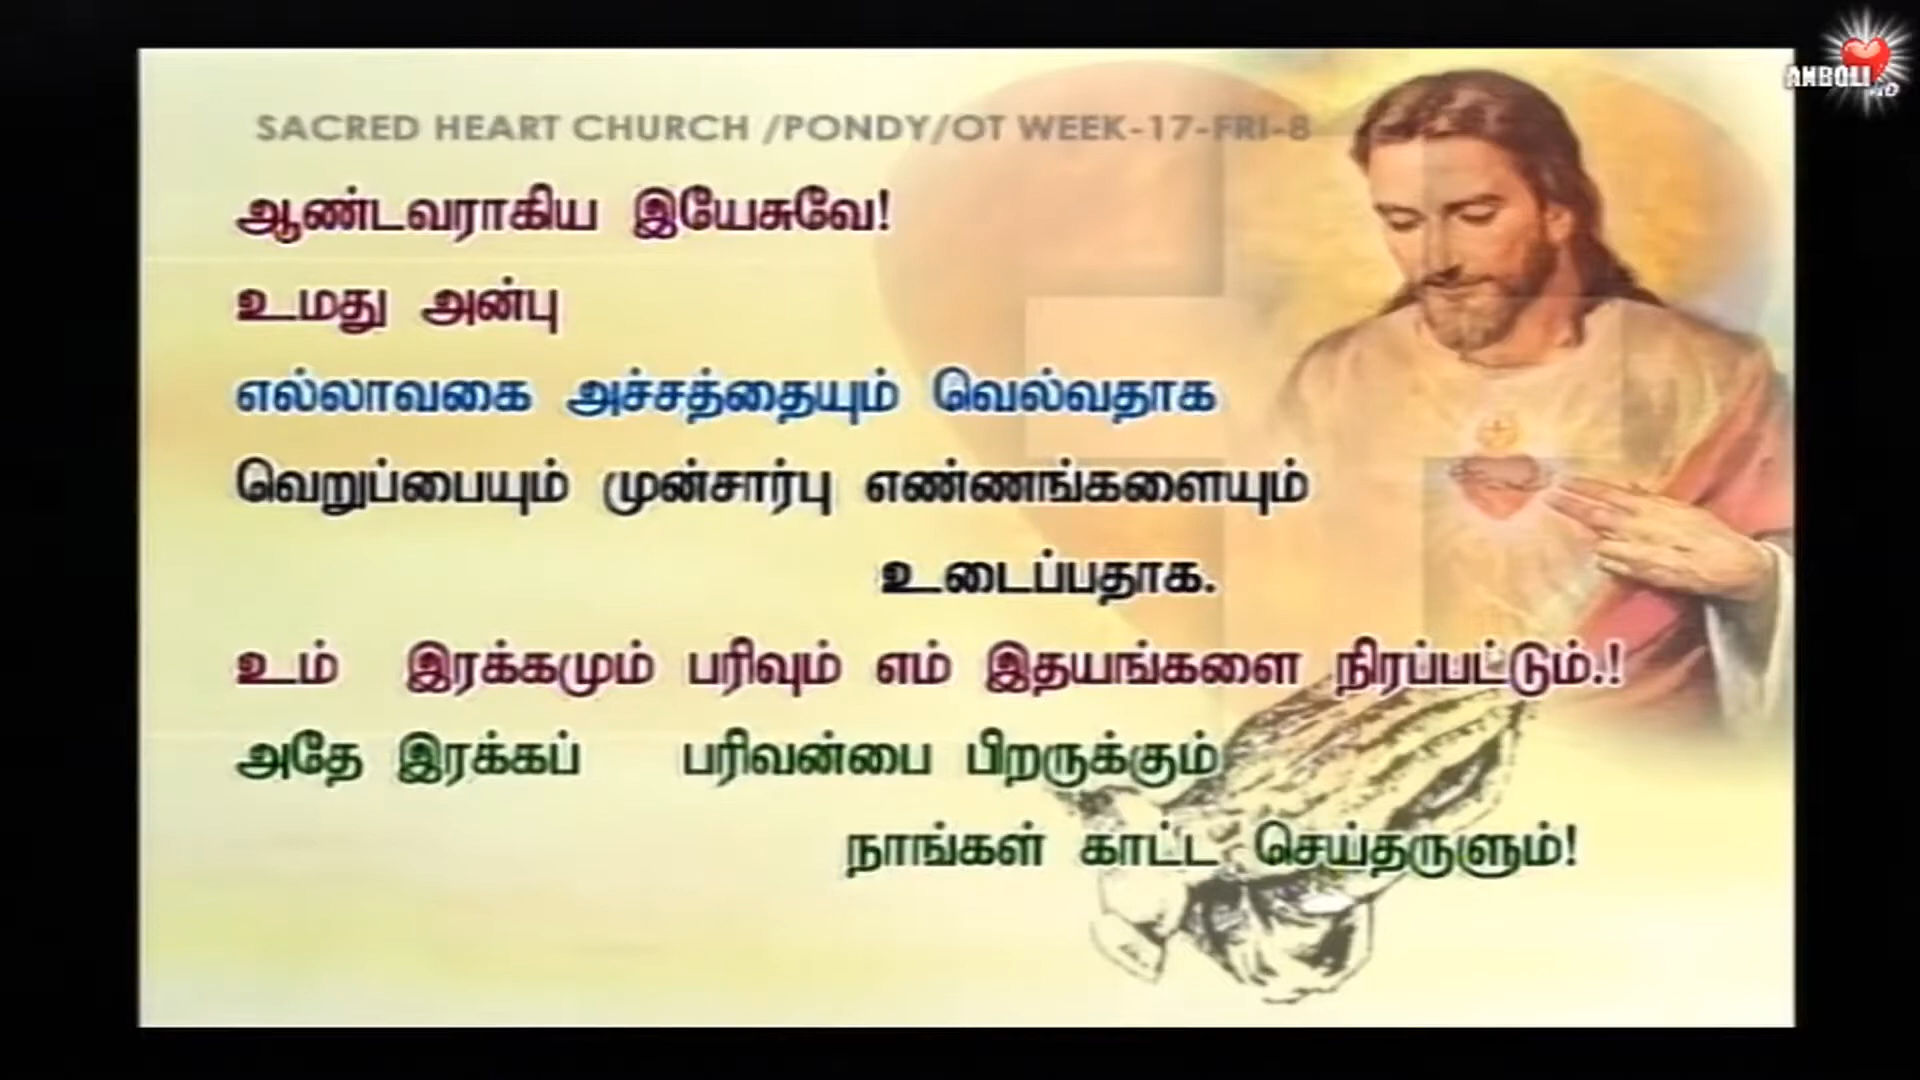 SACRED HEART CHURCH /PONDY/OT WEEK-17-FRI-8
ANBOLI HD
ஆண்டவராகிய இயேசுவே!
உமது அன்பு
எல்லாவகை அச்சத்தையும் வெல்வதாக
வெறுப்பையும் முன்சார்பு எண்ணங்களையும்
உடைப்பதாக.
உம் இரக்கமும் பரிவும் எம் இதயங்களை நிரப்பட்டும்.!
அதே இரக்கப் பரிவன்பை பிறருக்கும்
நாங்கள் காட்ட செய்தருளும்!